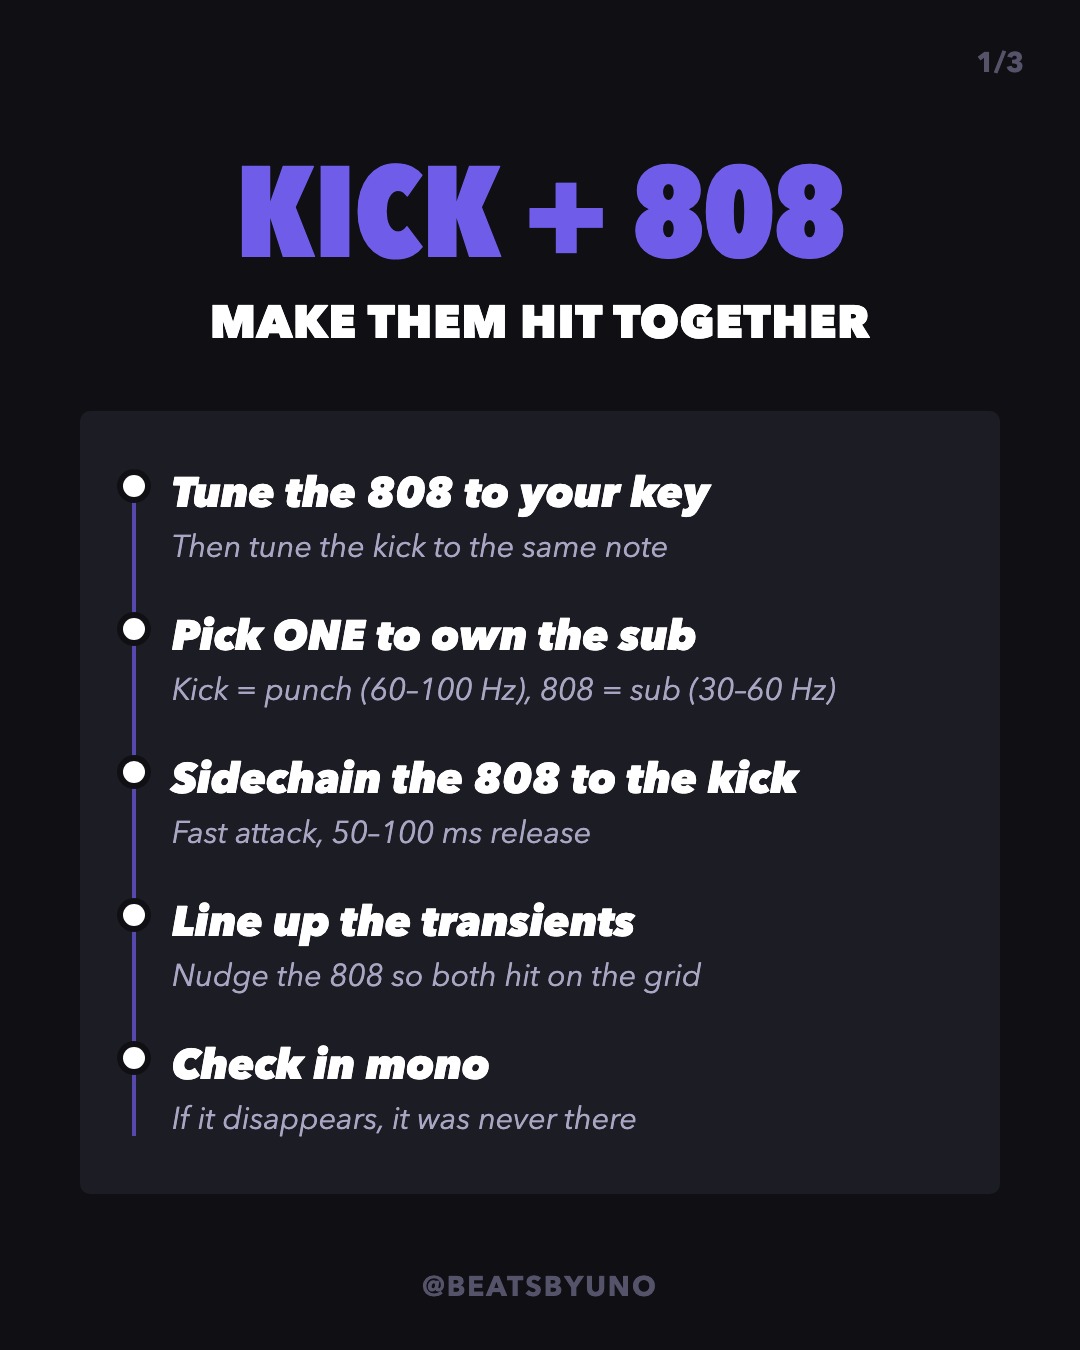 1/3
KICK + 808
MAKE THEM HIT TOGETHER
Tune the 808 to your key
Then tune the kick to the same note
Pick ONE to own the sub
Kick = punch (60–100 Hz), 808 = sub (30–60 Hz)
Sidechain the 808 to the kick
Fast attack, 50–100 ms release
Line up the transients
Nudge the 808 so both hit on the grid
Check in mono
If it disappears, it was never there
@BEATSBYUNO